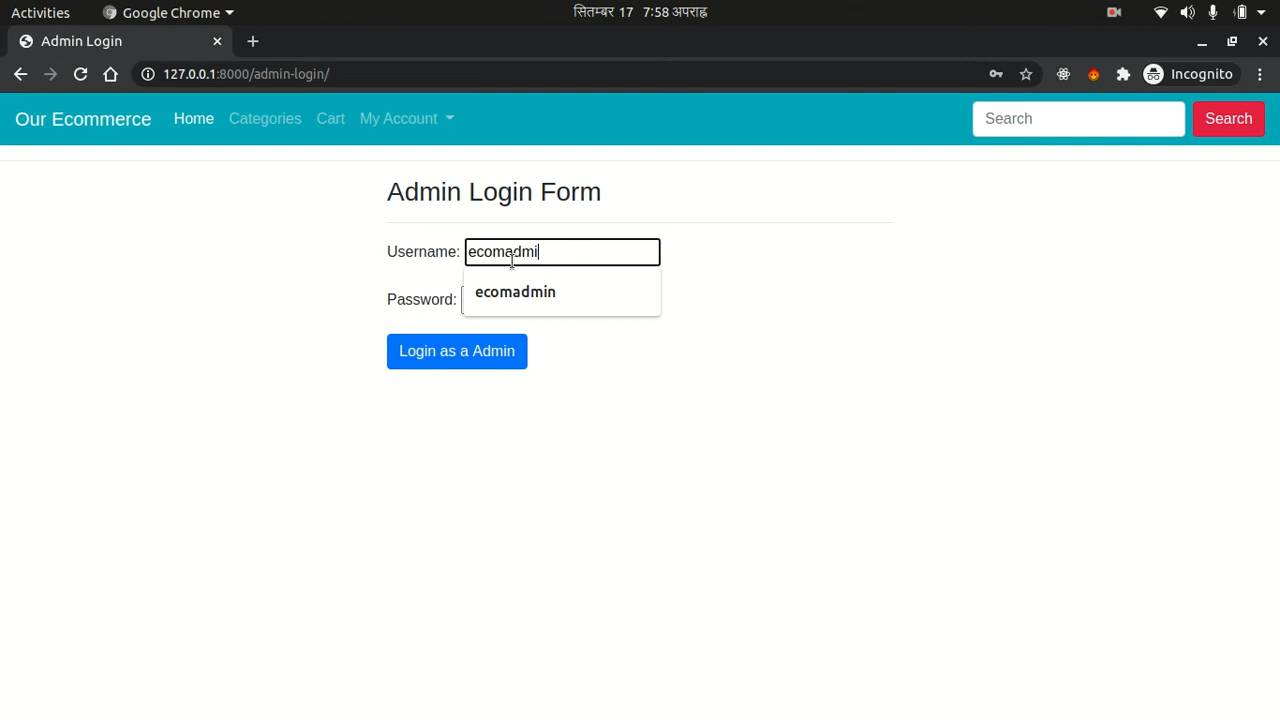 Activities Google Chrome सितम्बर 17 7:58 अपराह्न
Admin Login
127.0.0.1:8000/admin-login/ Incognito
Our Ecommerce Home Categories Cart My Account Search Search
Admin Login Form
Username: ecomadmi
ecomadmin
Password:
Login as a Admin